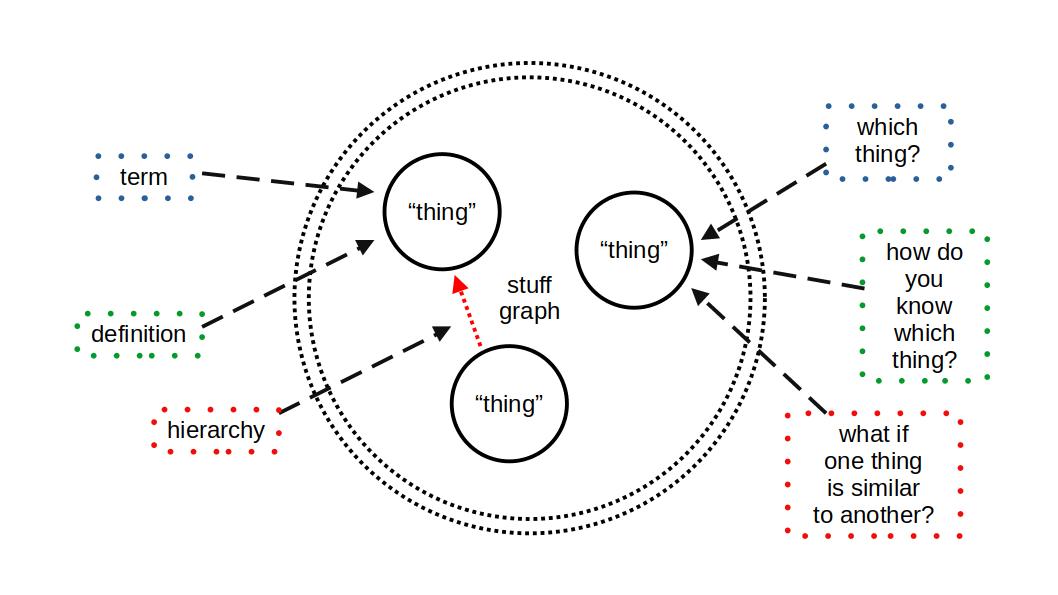 term
definition
hierarchy
“thing”
“thing”
stuff
graph
“thing”
which
thing?
how do
you
know
which
thing?
what if
one thing
is similar
to another?